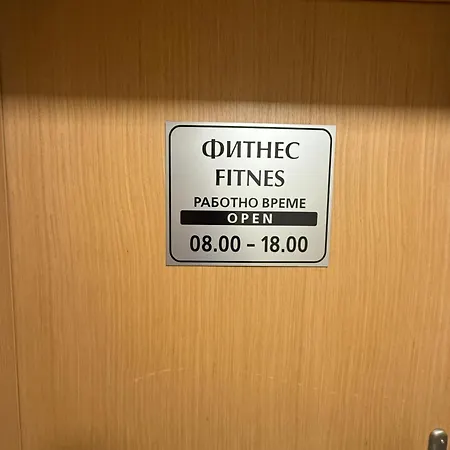 ФИТНЕС
FITNES
РАБОТНО ВРЕМЕ
OPEN
08.00 - 18.00